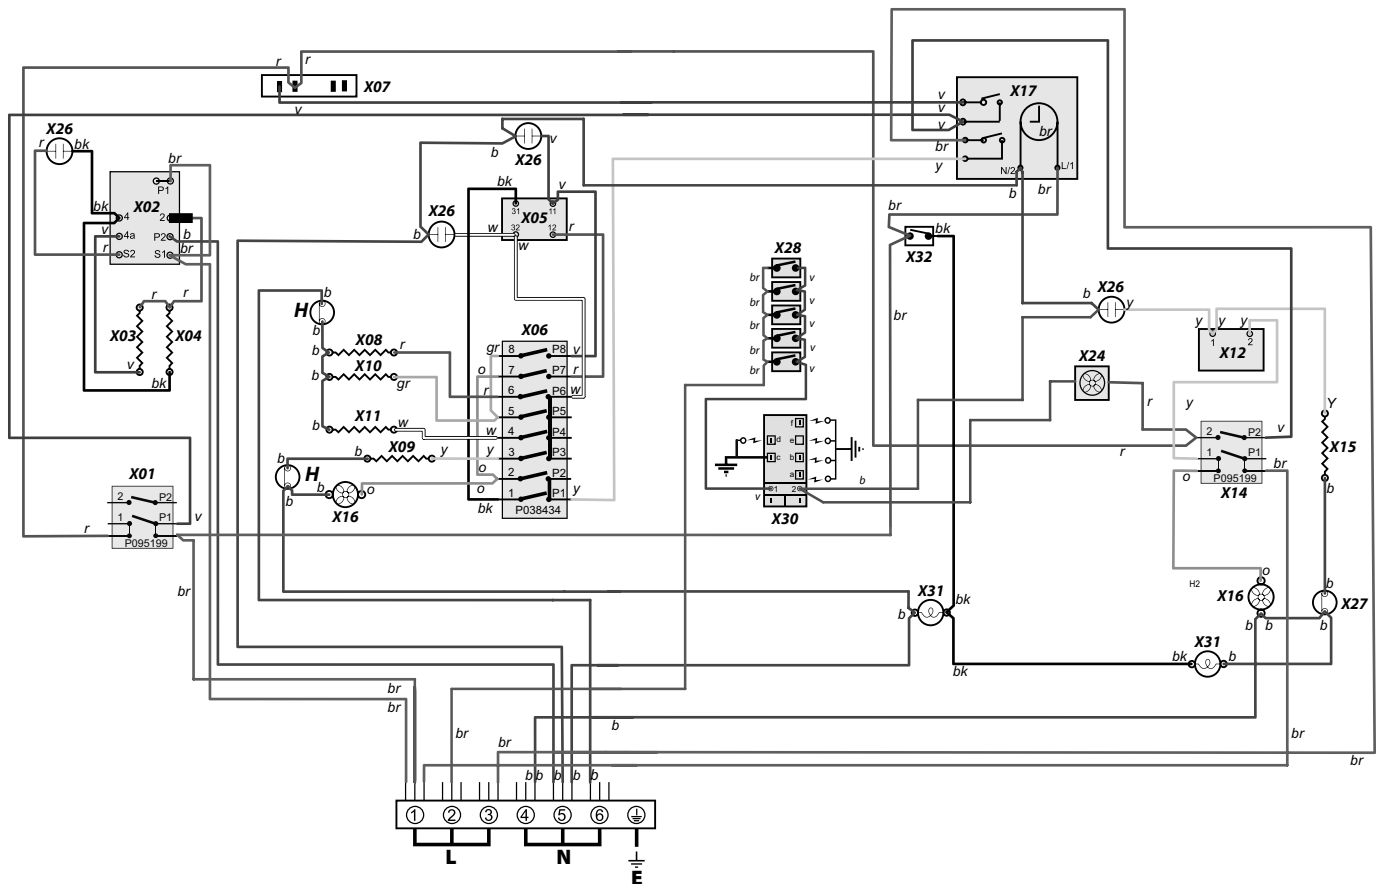 r
r
X07
v
X26
r
bk
br
P1
X02
bk
4
2
v
4a
P2
b
r
S2
S1
br
r
r
X03
X04
v
bk
X01
2
P2
1
P1
v
r
P095199
br
X26
b
v
bk
v
31
11
X05
32
12
r
X26
b
w
w
b
H
b
X06
b
X08
r
b
X10
gr
b
X11
w
X09
b
y
b
H
b
b
X16
o
gr
8
P8
v
o
7
P7
r
r
6
P6
w
5
P5
w
4
P4
y
3
P3
o
2
P2
o
1
P1
y
bk
P038434
X17
v
v
v
br
y
br
N/2
L/1
b
br
br
bk
X32
br
X28
br
v
br
v
br
v
br
v
br
v
f
d
e
c
b
a
1
2
v
X30
b
X26
b
y
y
y
y
1
2
X12
X24
r
y
r
2
P2
v
1
P1
br
o
P095199
X14
Y
X15
b
H2
o
X16
b
b
b
X27
b
X31
b
bk
bk
X31
bk
b
br
br
br
br
b
br
br
b
b
b
b
b
1
2
3
4
5
6
L
N
E